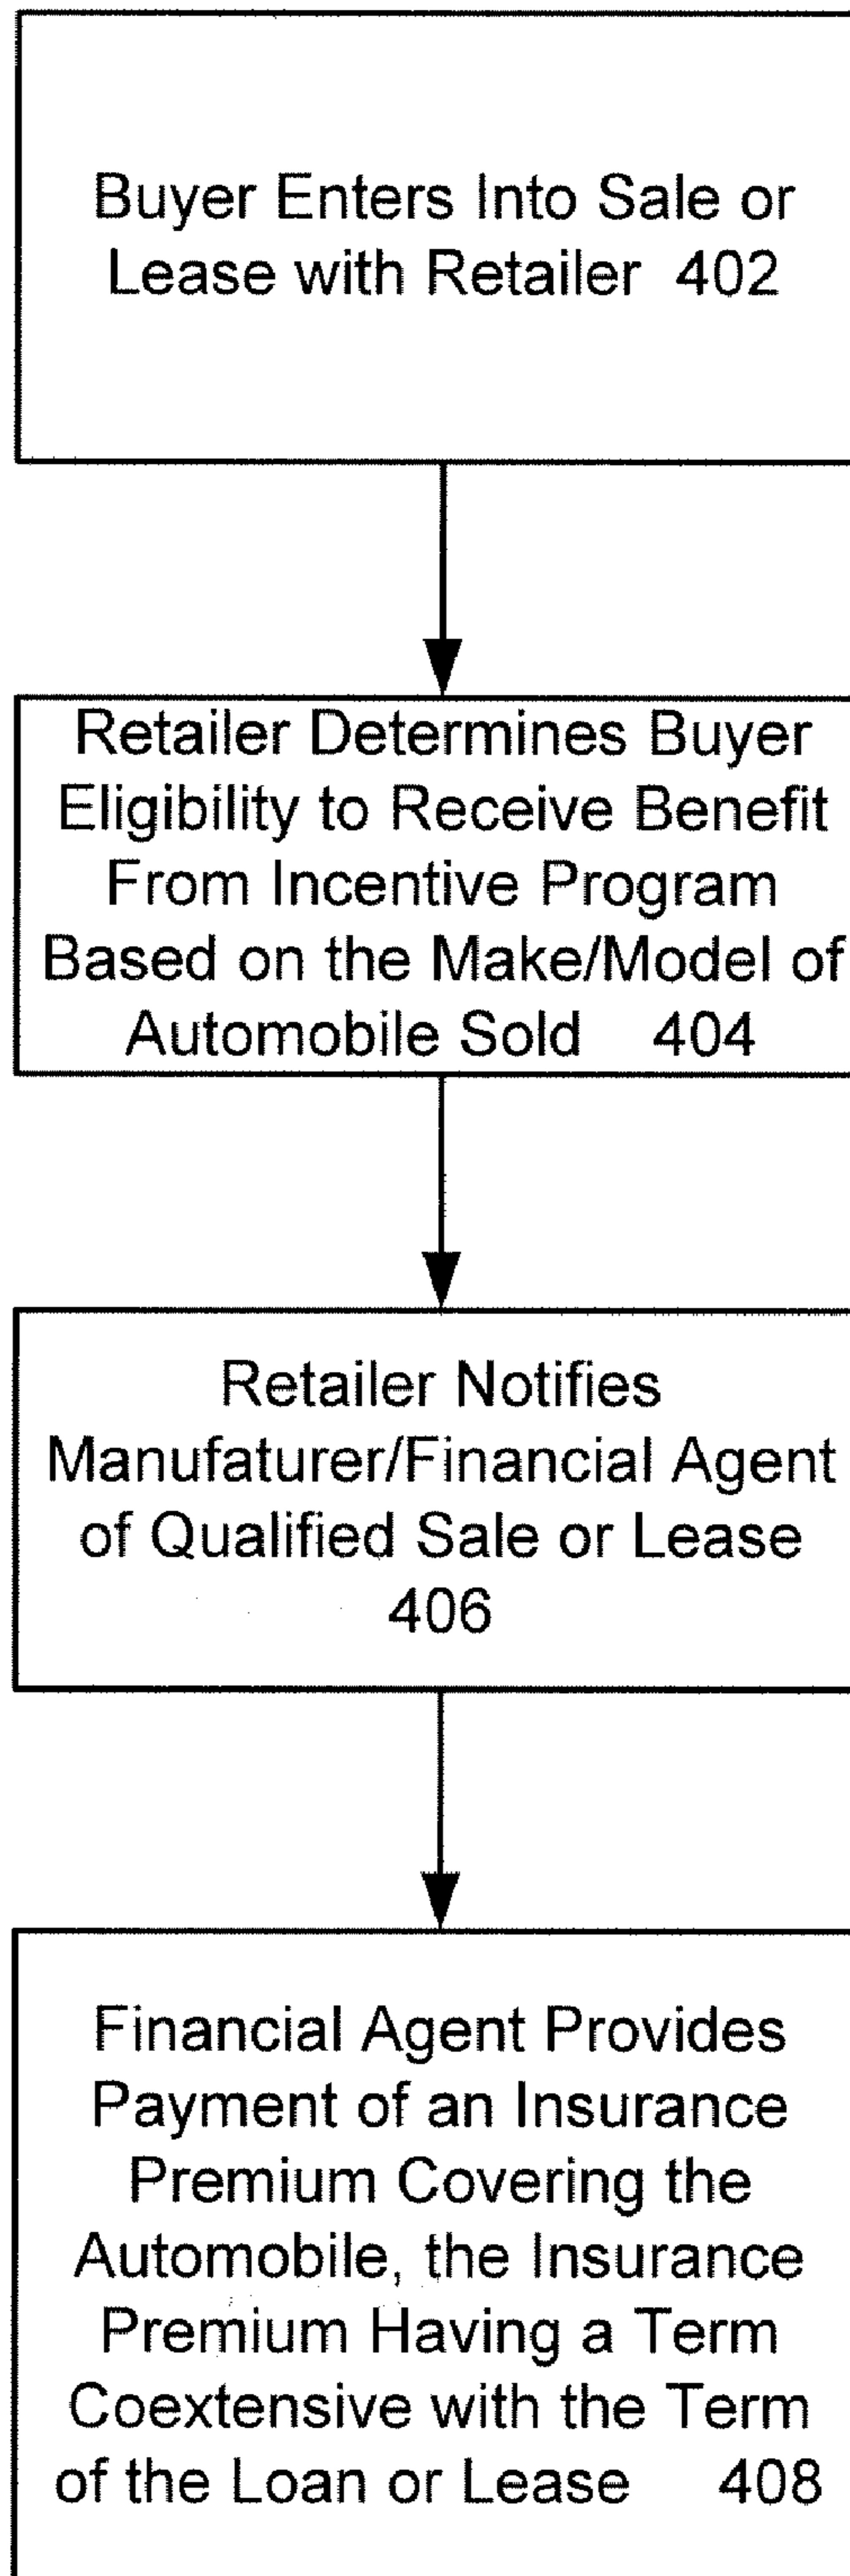 Buyer Enters Into Sale or
Lease with Retailer 402
Retailer Determines Buyer
Eligibility to Receive Benefit
From Incentive Program
Based on the Make/Model of
Automobile Sold 404
Retailer Notifies
Manufaturer/Financial Agent
of Qualified Sale or Lease
406
Financial Agent Provides
Payment of an Insurance
Premium Covering the
Automobile, the Insurance
Premium Having a Term
Coextensive with the Term
of the Loan or Lease 408